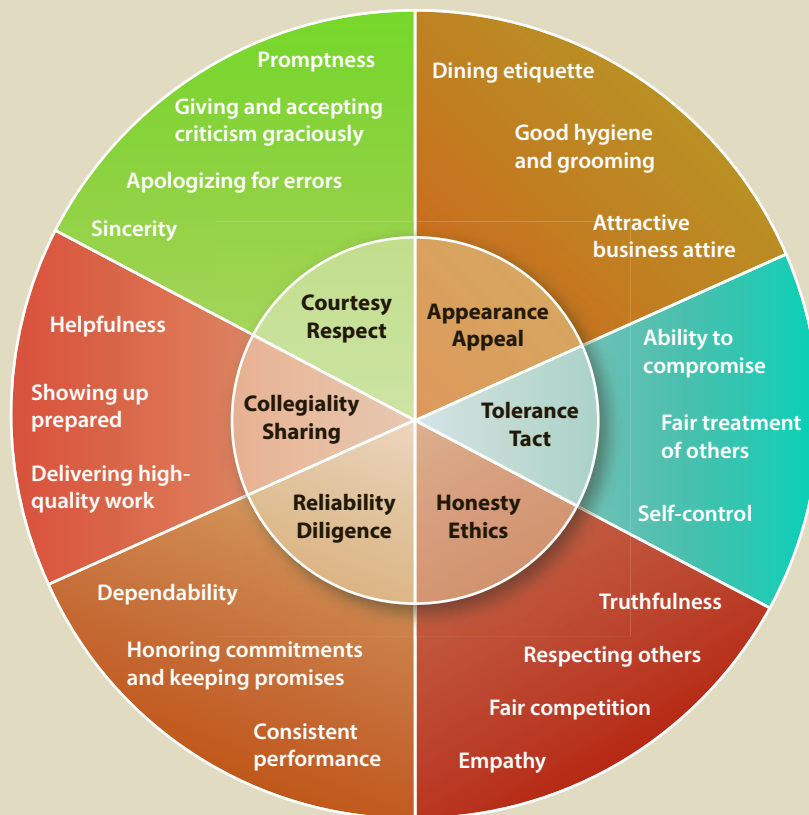 Promptness
Giving and accepting
criticism graciously
Apologizing for errors
Sincerity
Courtesy
Respect
Dining etiquette
Good hygiene
and grooming
Attractive
business attire
Appearance
Appeal
Ability to
compromise
Fair treatment
of others
Self-control
Tolerance
Tact
Truthfulness
Respecting others
Fair competition
Empathy
Honesty
Ethics
Dependability
Honoring commitments
and keeping promises
Consistent
performance
Reliability
Diligence
Helpfulness
Showing up
prepared
Delivering high-
quality work
Collegiality
Sharing